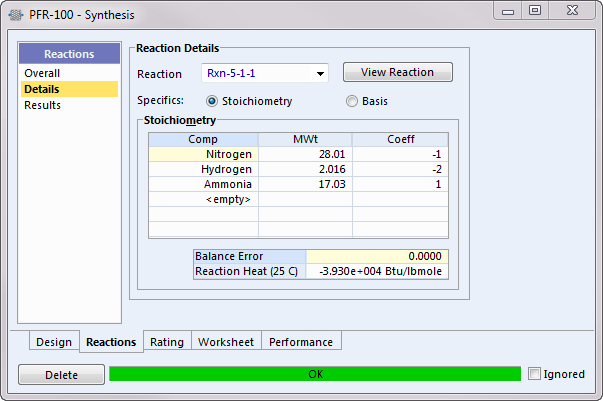 PFR-100 - Synthesis
Reactions
Overall
Details
Results
Reaction Details
Reaction Rxn-5-1-1 View Reaction
Specifics: Stoichiometry Basis
Stoichiometry
Comp MWt Coeff
Nitrogen 28.01 -1
Hydrogen 2.016 -2
Ammonia 17.03 1
<empty>
Balance Error 0.0000
Reaction Heat (25 C) -3.930e+004 Btu/lbmole
Design Reactions Rating Worksheet Performance
Delete OK Ignored